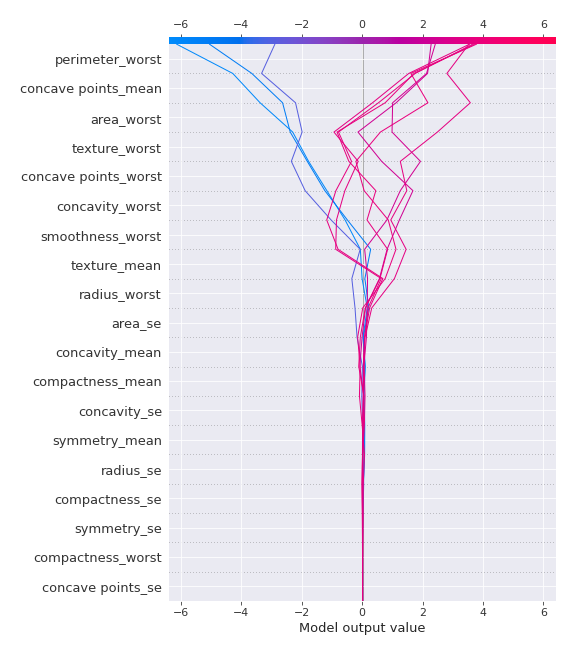 −6 −4 −2 0 2 4 6
perimeter_worst
concave points_mean
area_worst
texture_worst
concave points_worst
concavity_worst
smoothness_worst
texture_mean
radius_worst
area_se
concavity_mean
compactness_mean
concavity_se
symmetry_mean
radius_se
compactness_se
symmetry_se
compactness_worst
concave points_se
−6 −4 −2 0 2 4 6
Model output value